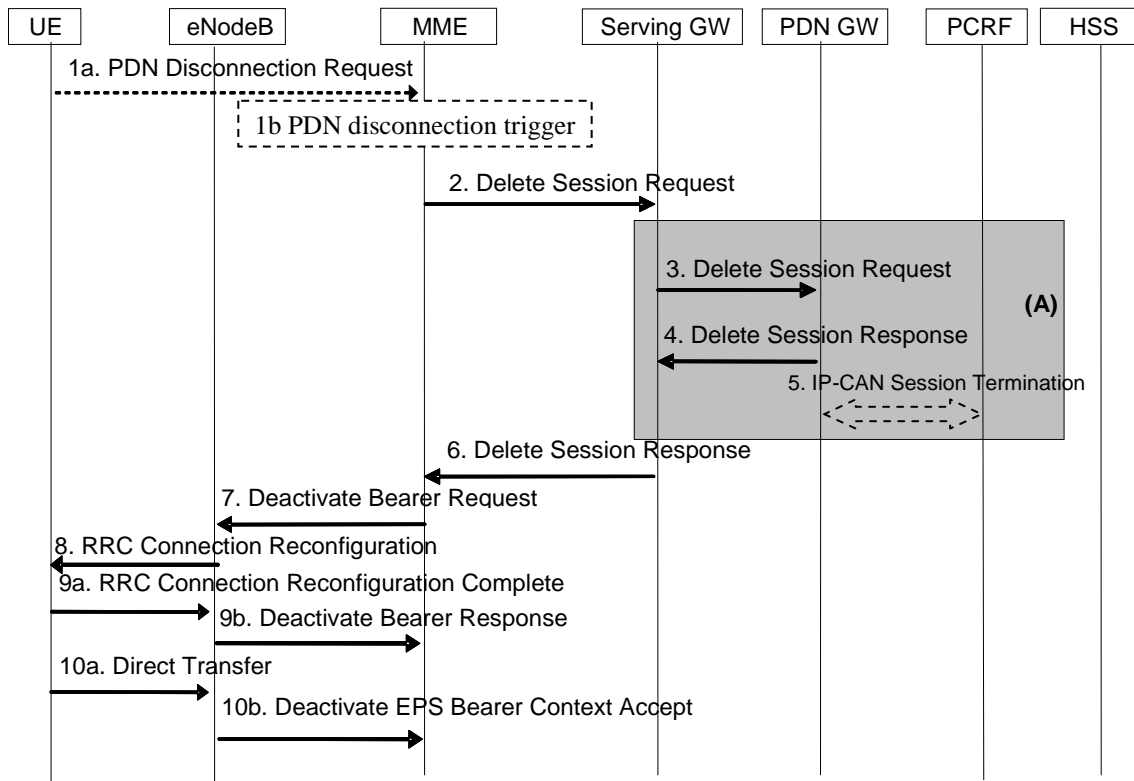 UE
eNodeB
MME
Serving GW
PDN GW
PCRF
HSS
1a. PDN Disconnection Request
1b PDN disconnection trigger
2. Delete Session Request
3. Delete Session Request
(A)
4. Delete Session Response
5. IP-CAN Session Termination
6. Delete Session Response
7. Deactivate Bearer Request
8. RRC Connection Reconfiguration
9a. RRC Connection Reconfiguration Complete
9b. Deactivate Bearer Response
10a. Direct Transfer
10b. Deactivate EPS Bearer Context Accept